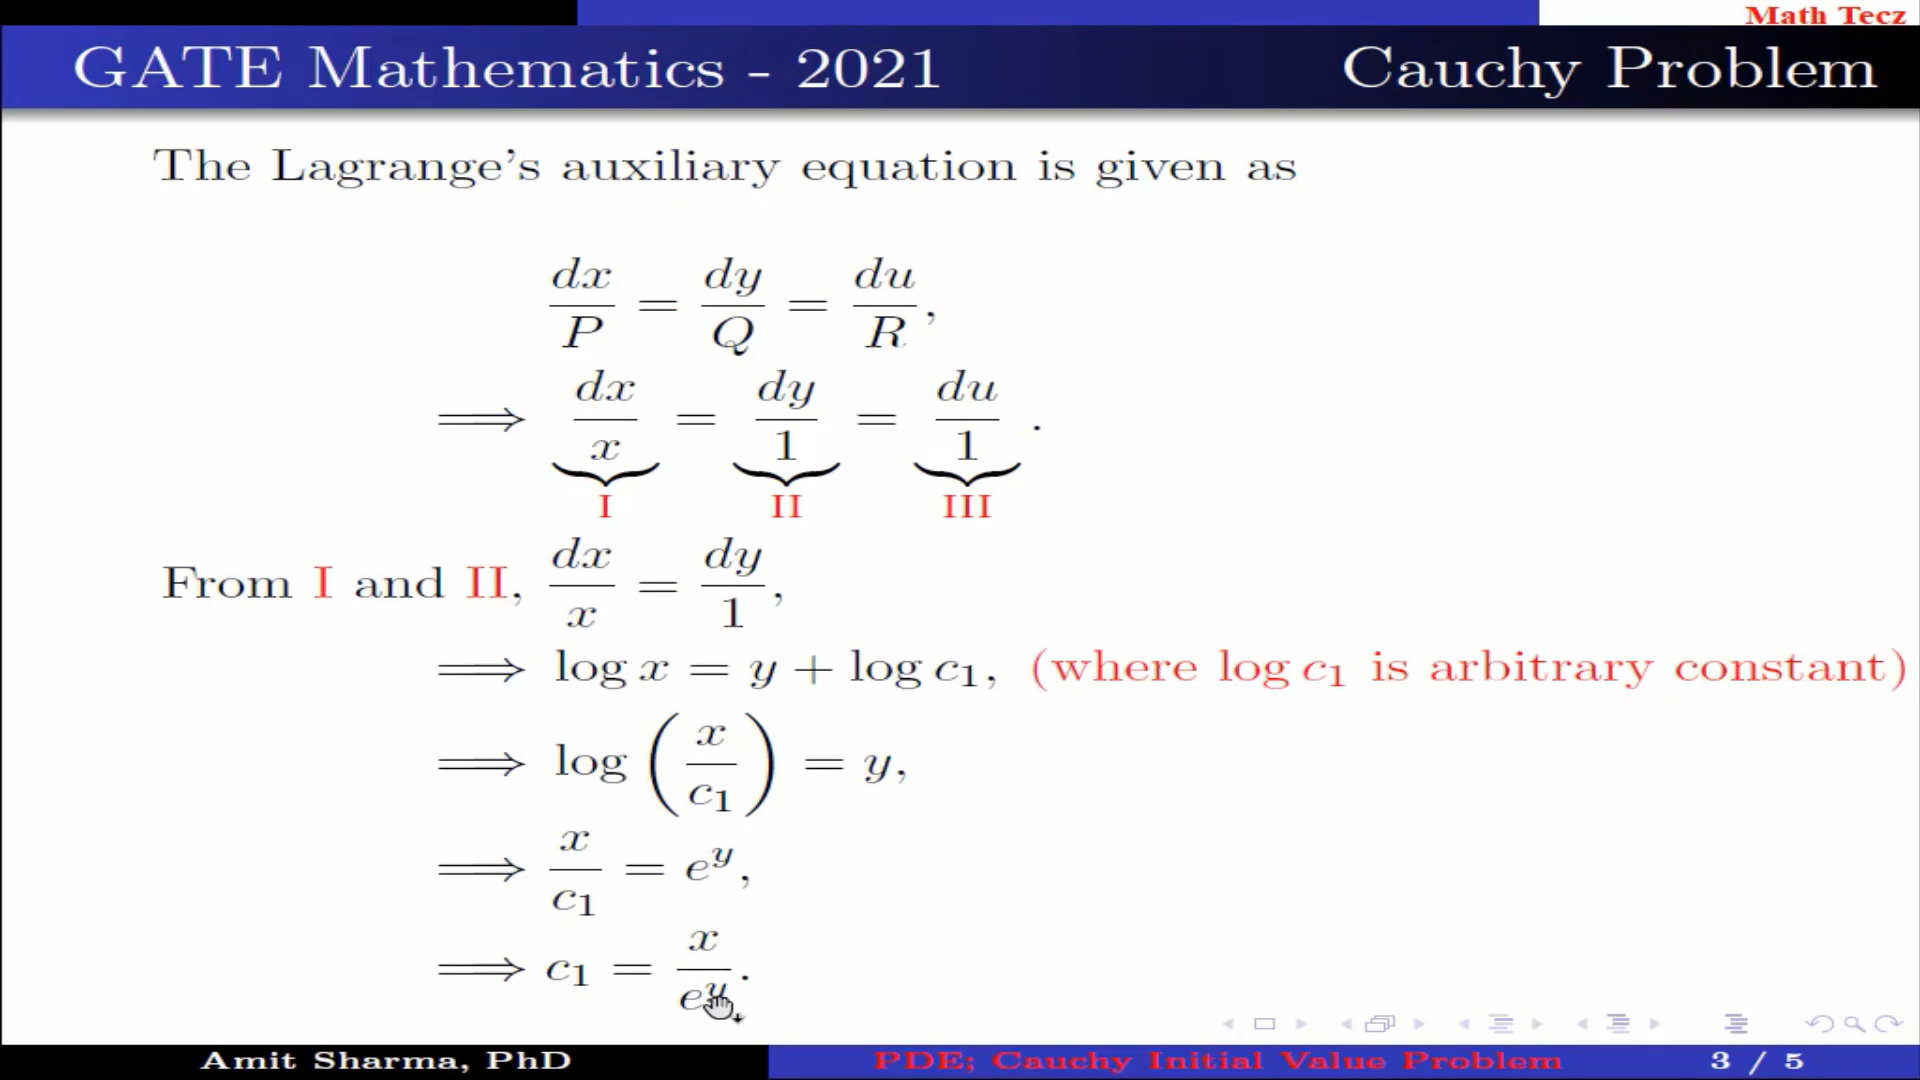 Math Tecz
GATE Mathematics - 2021 Cauchy Problem
The Lagrange's auxiliary equation is given as
dx/P = dy/Q = du/R,
⟹ dx/x = dy/1 = du/1 .
I II III
From I and II, dx/x = dy/1,
⟹ log x = y + log c₁, (where log c₁ is arbitrary constant)
⟹ log (x/c₁) = y,
⟹ x/c₁ = e^y,
⟹ c₁ = x/e^y.
Amit Sharma, PhD PDE; Cauchy Initial Value Problem 3 / 5